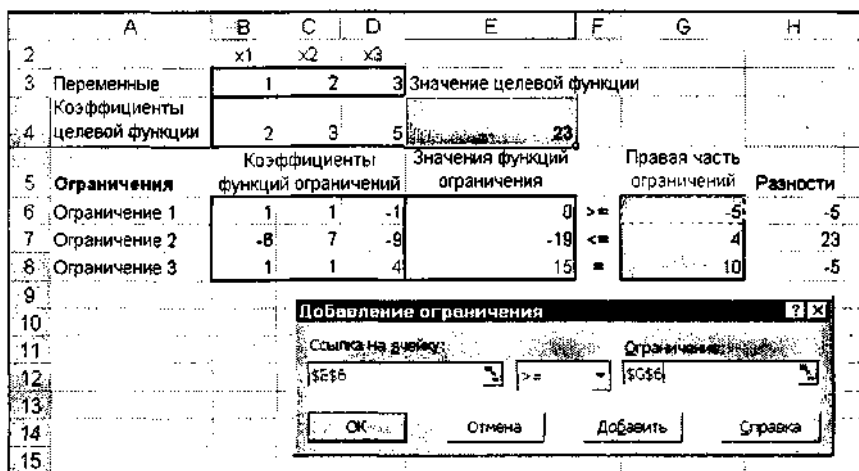 A B C D E F G H
2 x1 x2 x3
3 Переменные 1 2 3 Значение целевой функции
Коэффициенты
4 целевой функции 2 3 5 23
Коэффициенты Значения функций Правая часть
5 Ограничения функций ограничений ограничения ограничений Разности
6 Ограничение 1 1 1 -1 0 >= -5 -5
7 Ограничение 2 -6 7 -9 -19 <= 4 23
8 Ограничение 3 1 1 4 15 = 10 -5
9
Добавление ограничения
10
Ссылка на ячейку: Ограничение:
11
12 $E$6 >= $G$6
13
14 OK Отмена Добавить Справка
15